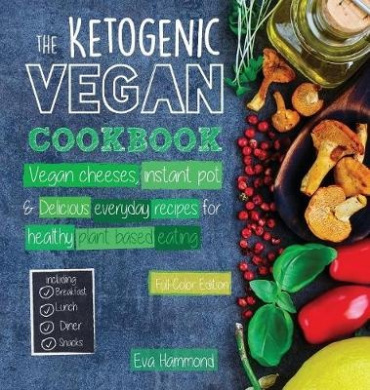 THE KETOGENIC
VEGAN
COOKBOOK
Vegan cheeses, instant pot
& Delicious everyday recipes for
healthy plant based eating
Full-Color Edition
including
Breakfast
Lunch
Diner
Snacks
Eva Hammond